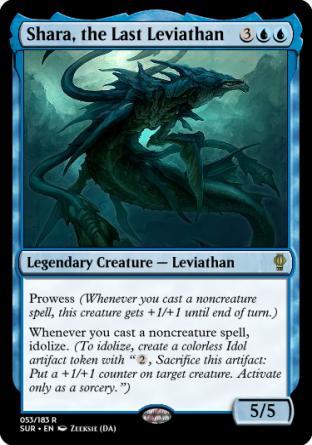 Shara, the Last Leviathan 3
Legendary Creature — Leviathan
Prowess (Whenever you cast a noncreature
spell, this creature gets +1/+1 until end of turn.)
Whenever you cast a noncreature spell,
idolize. (To idolize, create a colorless Idol
artifact token with “2, Sacrifice this artifact:
Put a +1/+1 counter on target creature. Activate
only as a sorcery.”)
053/183 R
SUR • EN Zeeksie (DA)
5/5